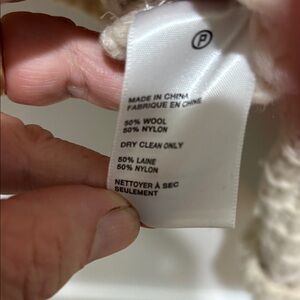 P
MADE IN CHINA
FABRIQUE EN CHINE
50% WOOL
50% NYLON
DRY CLEAN ONLY
50% LAINE
50% NYLON
NETTOYER À SEC
SEULEMENT